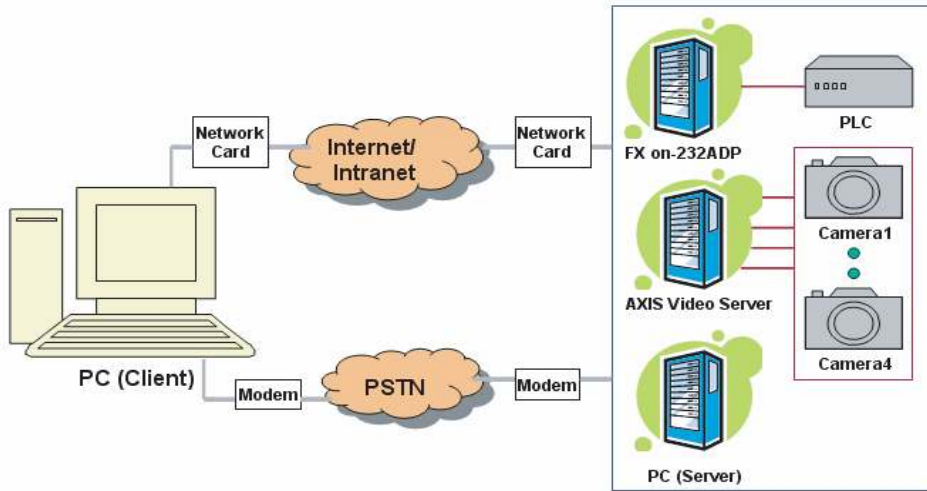 Network
Card
Internet/
Intranet
Network
Card
FX on-232ADP
PLC
Camera1
AXIS Video Server
Camera4
PC (Client)
Modem
PSTN
Modem
PC (Server)